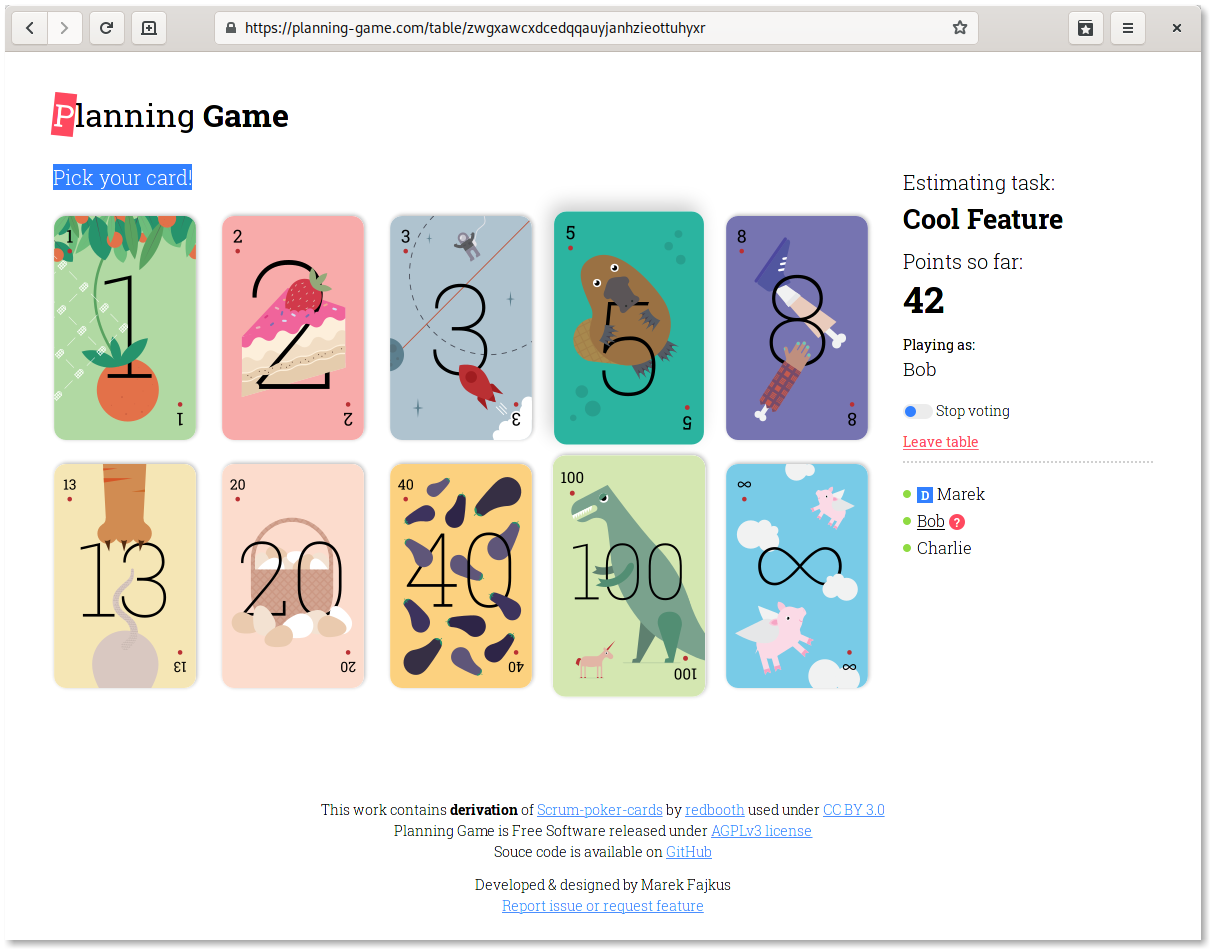 https://planning-game.com/table/zwgxawcxdcedqqauyjanhzieottuhyxr
Planning Game
Pick your card!
1
1
1
2
2
2
3
3
3
5
5
5
8
8
8
13
13
13
20
20
20
40
40
40
100
100
100
∞
∞
∞
Estimating task:
Cool Feature
Points so far:
42
Playing as:
Bob
Stop voting
Leave table
D Marek
Bob ?
Charlie
This work contains derivation of Scrum-poker-cards by redbooth used under CC BY 3.0
Planning Game is Free Software released under AGPLv3 license
Souce code is available on GitHub
Developed & designed by Marek Fajkus
Report issue or request feature